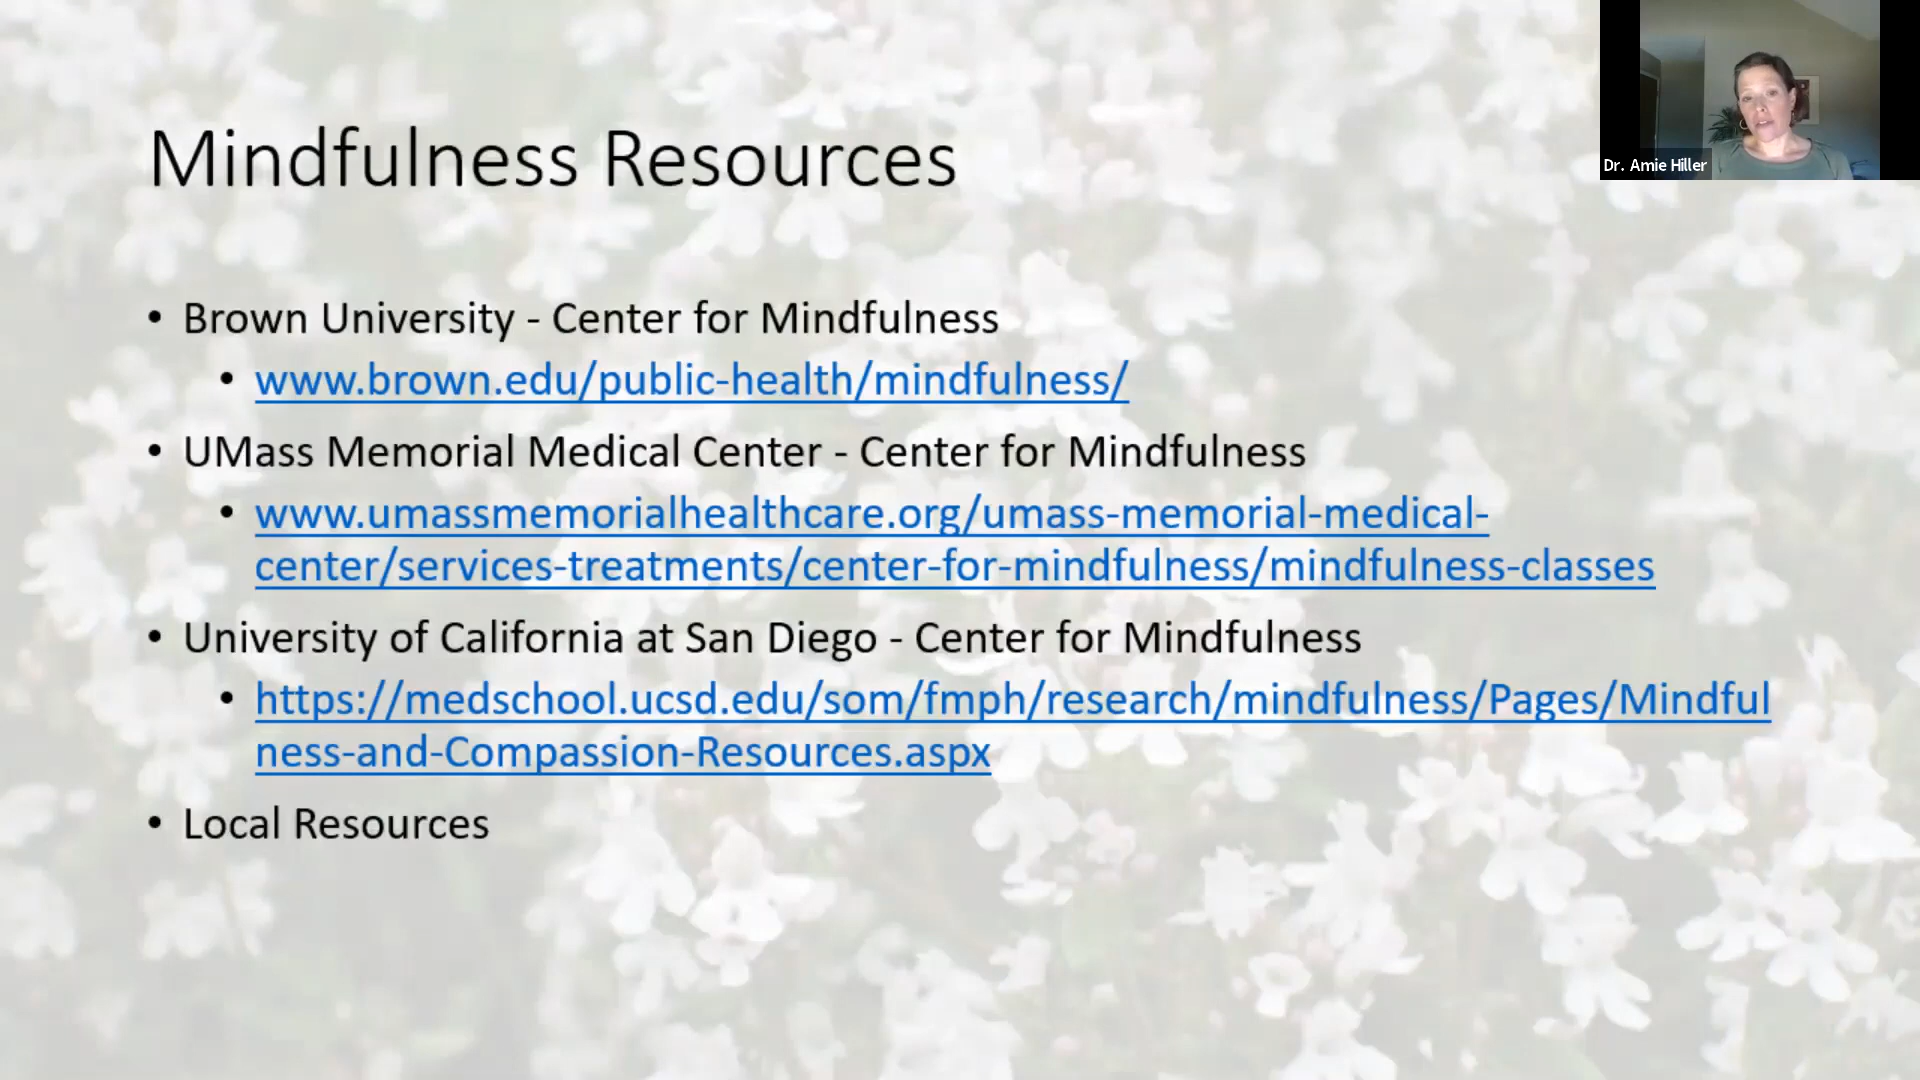 Mindfulness Resources
Dr. Amie Hiller
• Brown University - Center for Mindfulness
• www.brown.edu/public-health/mindfulness/
• UMass Memorial Medical Center - Center for Mindfulness
• www.umassmemorialhealthcare.org/umass-memorial-medical-
center/services-treatments/center-for-mindfulness/mindfulness-classes
• University of California at San Diego - Center for Mindfulness
• https://medschool.ucsd.edu/som/fmph/research/mindfulness/Pages/Mindful
ness-and-Compassion-Resources.aspx
• Local Resources